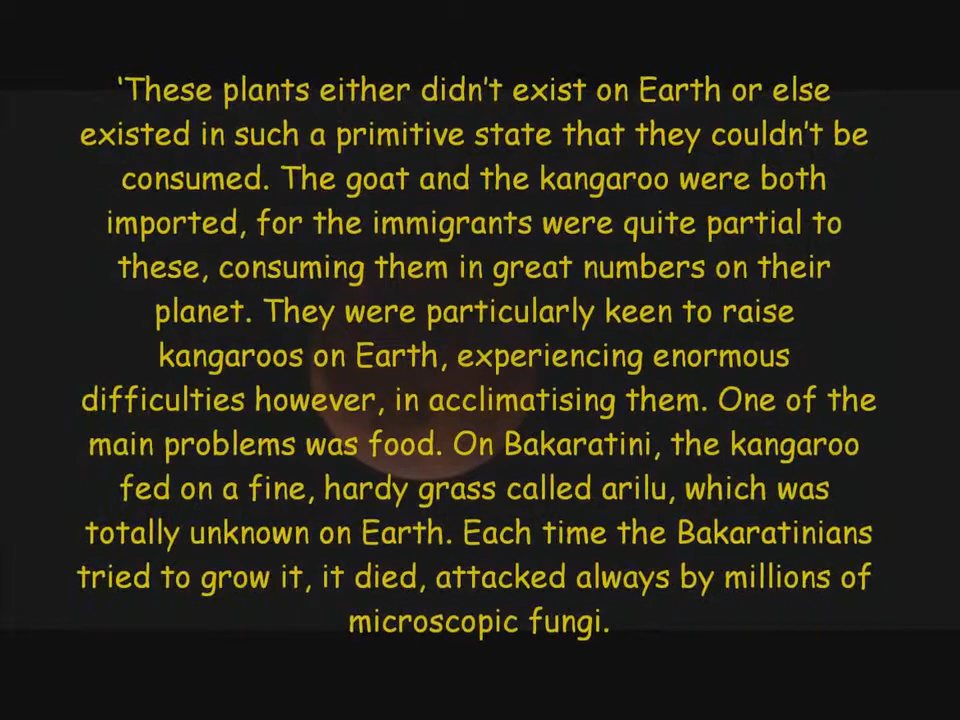 ‘These plants either didn’t exist on Earth or else
existed in such a primitive state that they couldn’t be
consumed. The goat and the kangaroo were both
imported, for the immigrants were quite partial to
these, consuming them in great numbers on their
planet. They were particularly keen to raise
kangaroos on Earth, experiencing enormous
difficulties however, in acclimatising them. One of the
main problems was food. On Bakaratini, the kangaroo
fed on a fine, hardy grass called arilu, which was
totally unknown on Earth. Each time the Bakaratinians
tried to grow it, it died, attacked always by millions of
microscopic fungi.